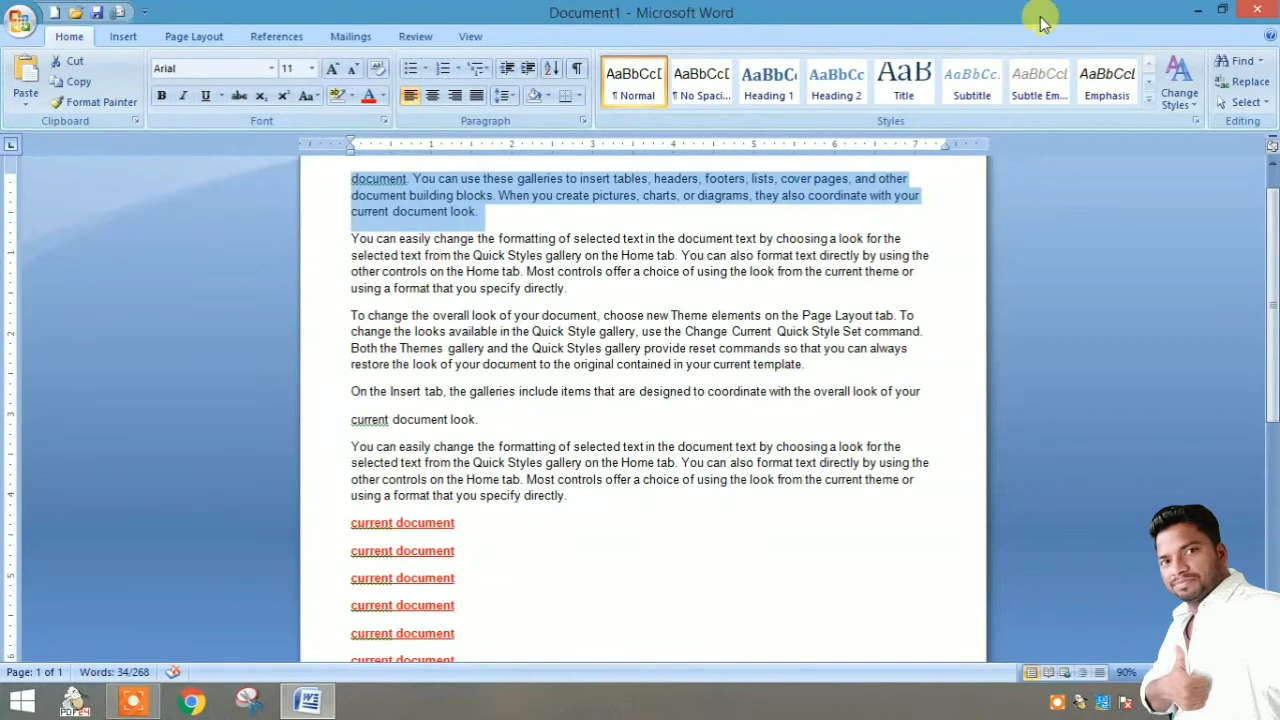 Document1 - Microsoft Word
Home Insert Page Layout References Mailings Review View
Paste
Cut
Copy
Format Painter
Clipboard
Arial 11
Font
Paragraph
AaBbCcD AaBbCcD AaBbCc AaBbCc AaB AaBbCc. AaBbCcL AaBbCcL
¶ Normal ¶ No Spaci... Heading 1 Heading 2 Title Subtitle Subtle Em... Emphasis
Change
Styles
Styles
Find
Replace
Select
Editing
1 2 3 4 5 6 7
document. You can use these galleries to insert tables, headers, footers, lists, cover pages, and other
document building blocks. When you create pictures, charts, or diagrams, they also coordinate with your
current document look.
You can easily change the formatting of selected text in the document text by choosing a look for the
selected text from the Quick Styles gallery on the Home tab. You can also format text directly by using the
other controls on the Home tab. Most controls offer a choice of using the look from the current theme or
using a format that you specify directly.
To change the overall look of your document, choose new Theme elements on the Page Layout tab. To
change the looks available in the Quick Style gallery, use the Change Current Quick Style Set command.
Both the Themes gallery and the Quick Styles gallery provide reset commands so that you can always
restore the look of your document to the original contained in your current template.
On the Insert tab, the galleries include items that are designed to coordinate with the overall look of your
current document look.
You can easily change the formatting of selected text in the document text by choosing a look for the
selected text from the Quick Styles gallery on the Home tab. You can also format text directly by using the
other controls on the Home tab. Most controls offer a choice of using the look from the current theme or
using a format that you specify directly.
current document
current document
current document
current document
current document
current document
Page: 1 of 1 Words: 34/268
90%
PDF24